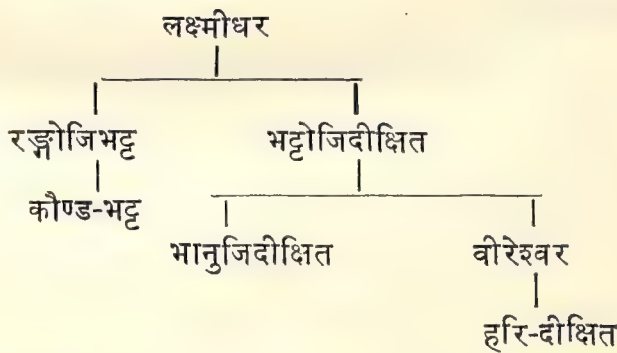 लक्ष्मीधर
रङ्गोजिभट्ट भट्टोजिदीक्षित
कौण्ड-भट्ट
भानुजिदीक्षित वीरेश्वर
हरि-दीक्षित